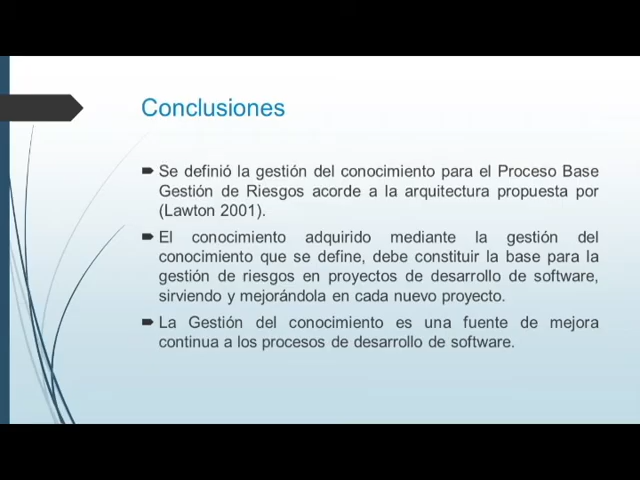 Conclusiones
Se definió la gestión del conocimiento para el Proceso Base
Gestión de Riesgos acorde a la arquitectura propuesta por
(Lawton 2001).
El conocimiento adquirido mediante la gestión del
conocimiento que se define, debe constituir la base para la
gestión de riesgos en proyectos de desarrollo de software,
sirviendo y mejorándola en cada nuevo proyecto.
La Gestión del conocimiento es una fuente de mejora
continua a los procesos de desarrollo de software.